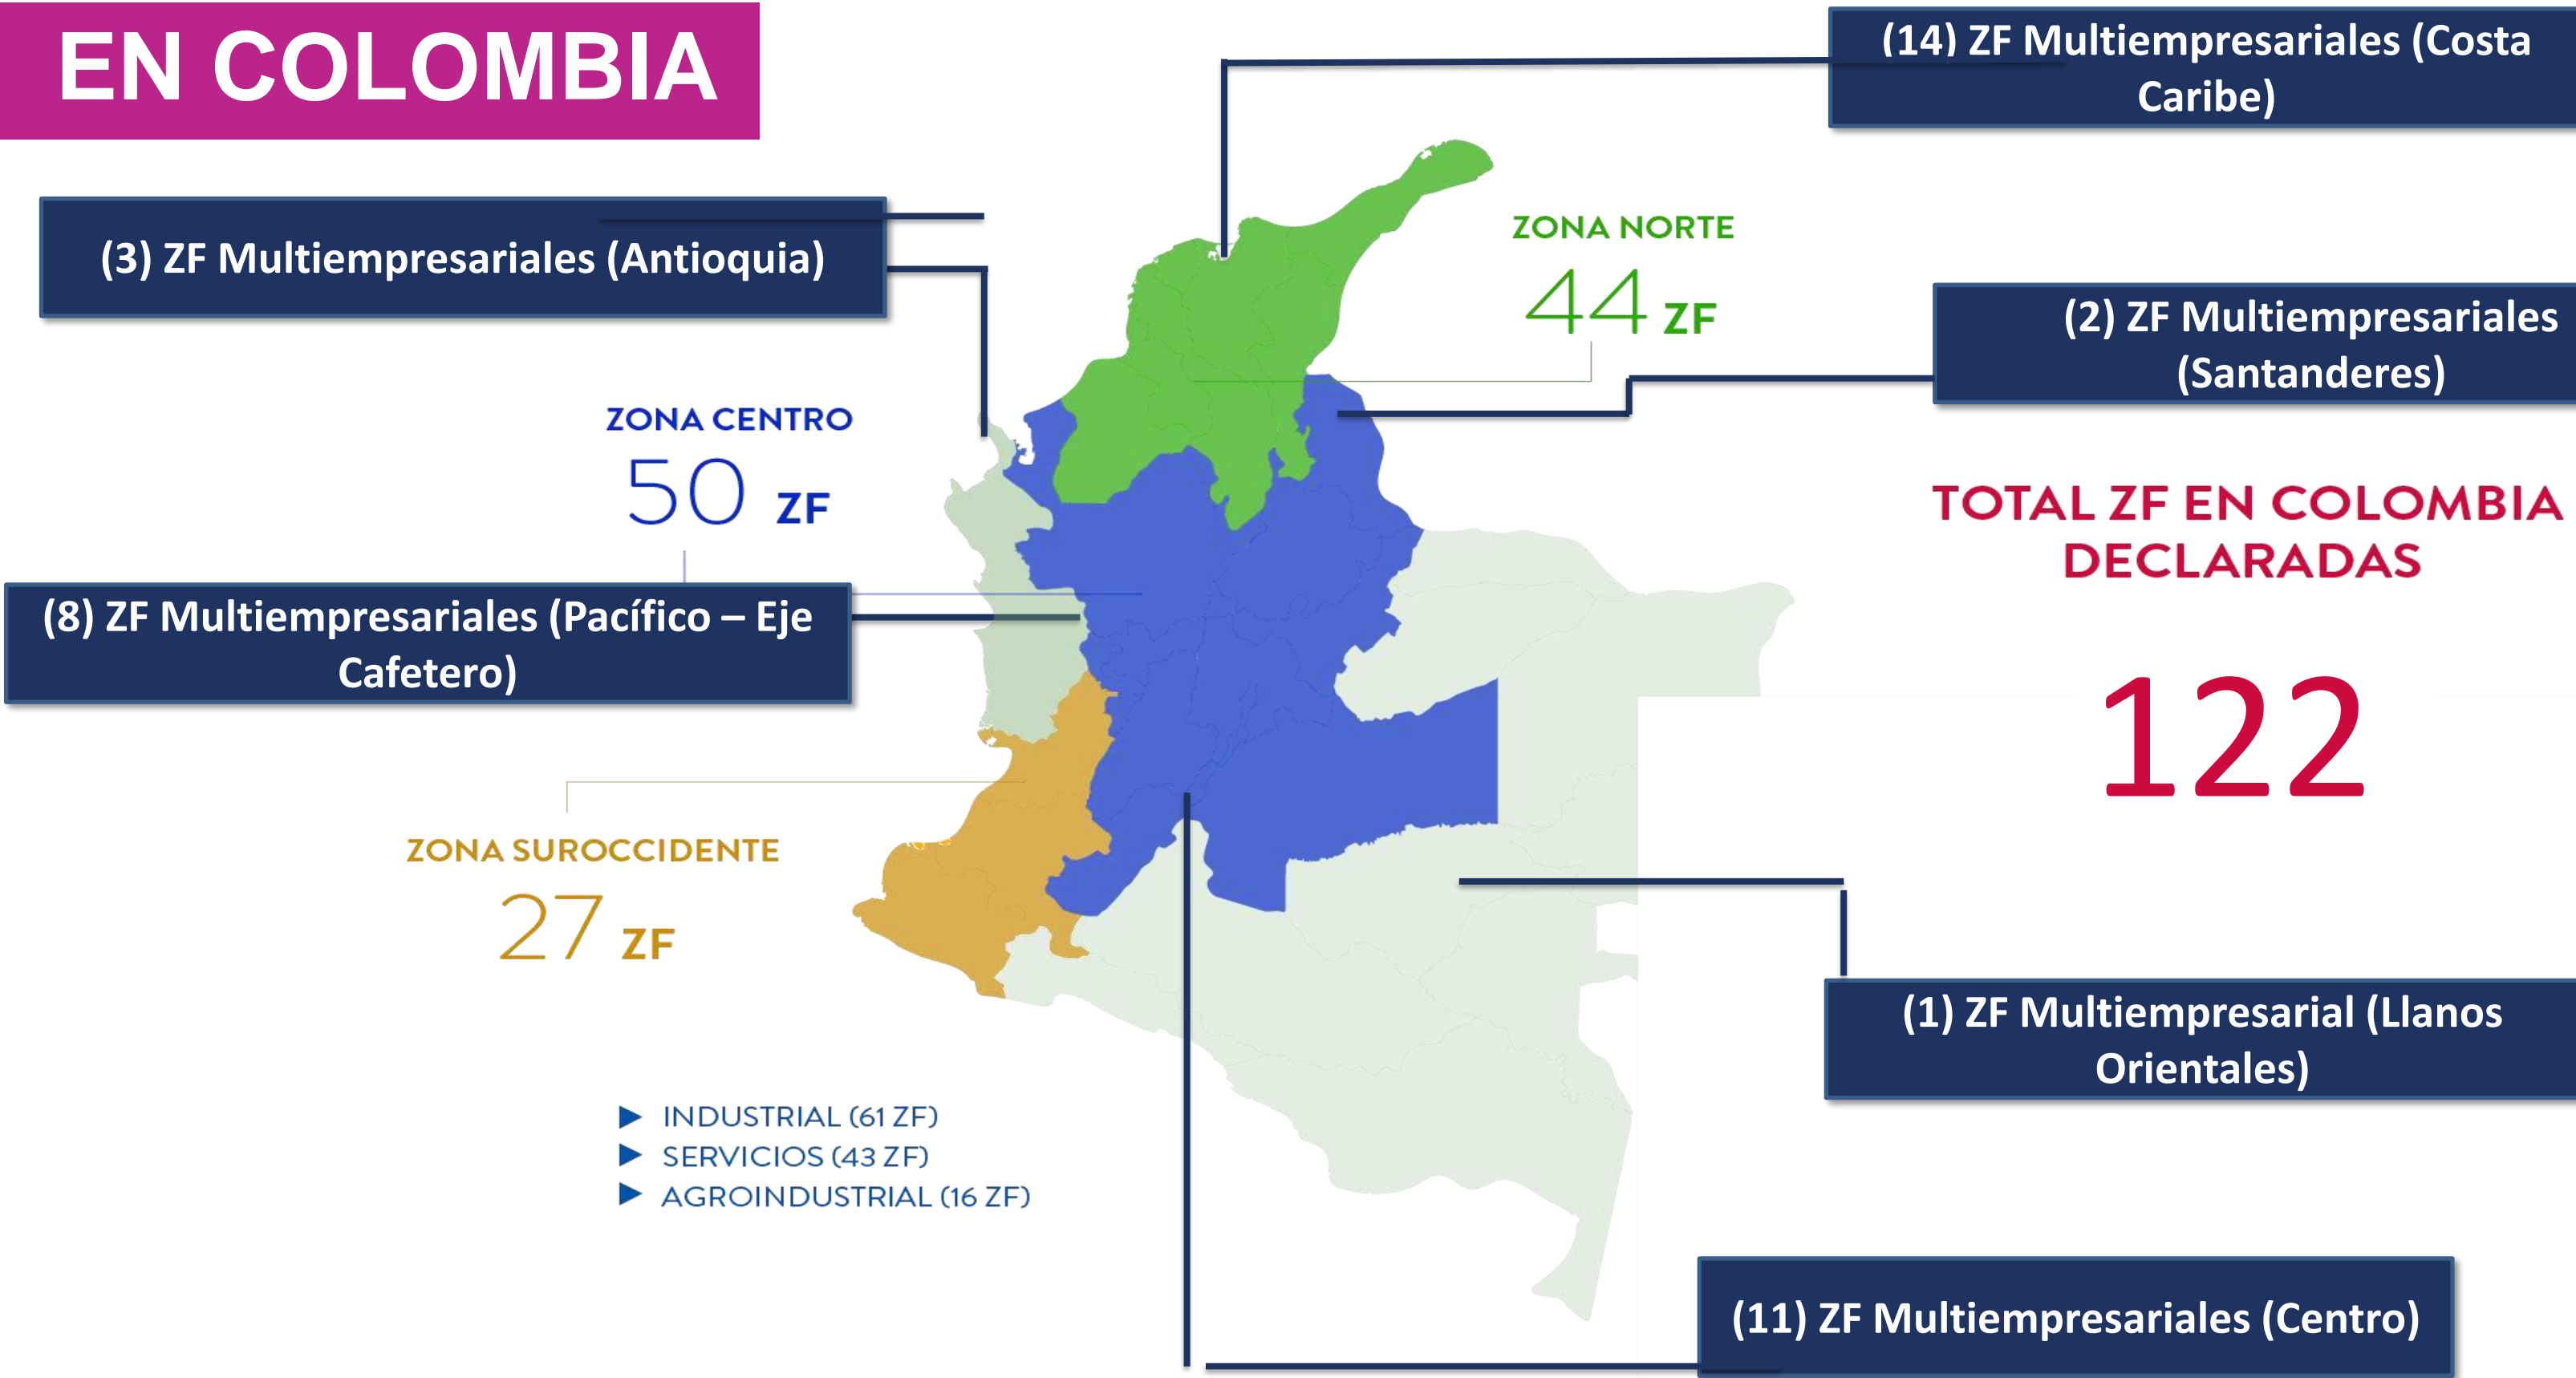 EN COLOMBIA
(14) ZF Multiempresariales (Costa
Caribe)
(3) ZF Multiempresariales (Antioquia)
ZONA NORTE
44 ZF
(2) ZF Multiempresariales
(Santanderes)
ZONA CENTRO
50 ZF
TOTAL ZF EN COLOMBIA
DECLARADAS
122
(8) ZF Multiempresariales (Pacífico – Eje
Cafetero)
ZONA SUROCCIDENTE
27 ZF
(1) ZF Multiempresarial (Llanos
Orientales)
► INDUSTRIAL (61 ZF)
► SERVICIOS (43 ZF)
► AGROINDUSTRIAL (16 ZF)
(11) ZF Multiempresariales (Centro)